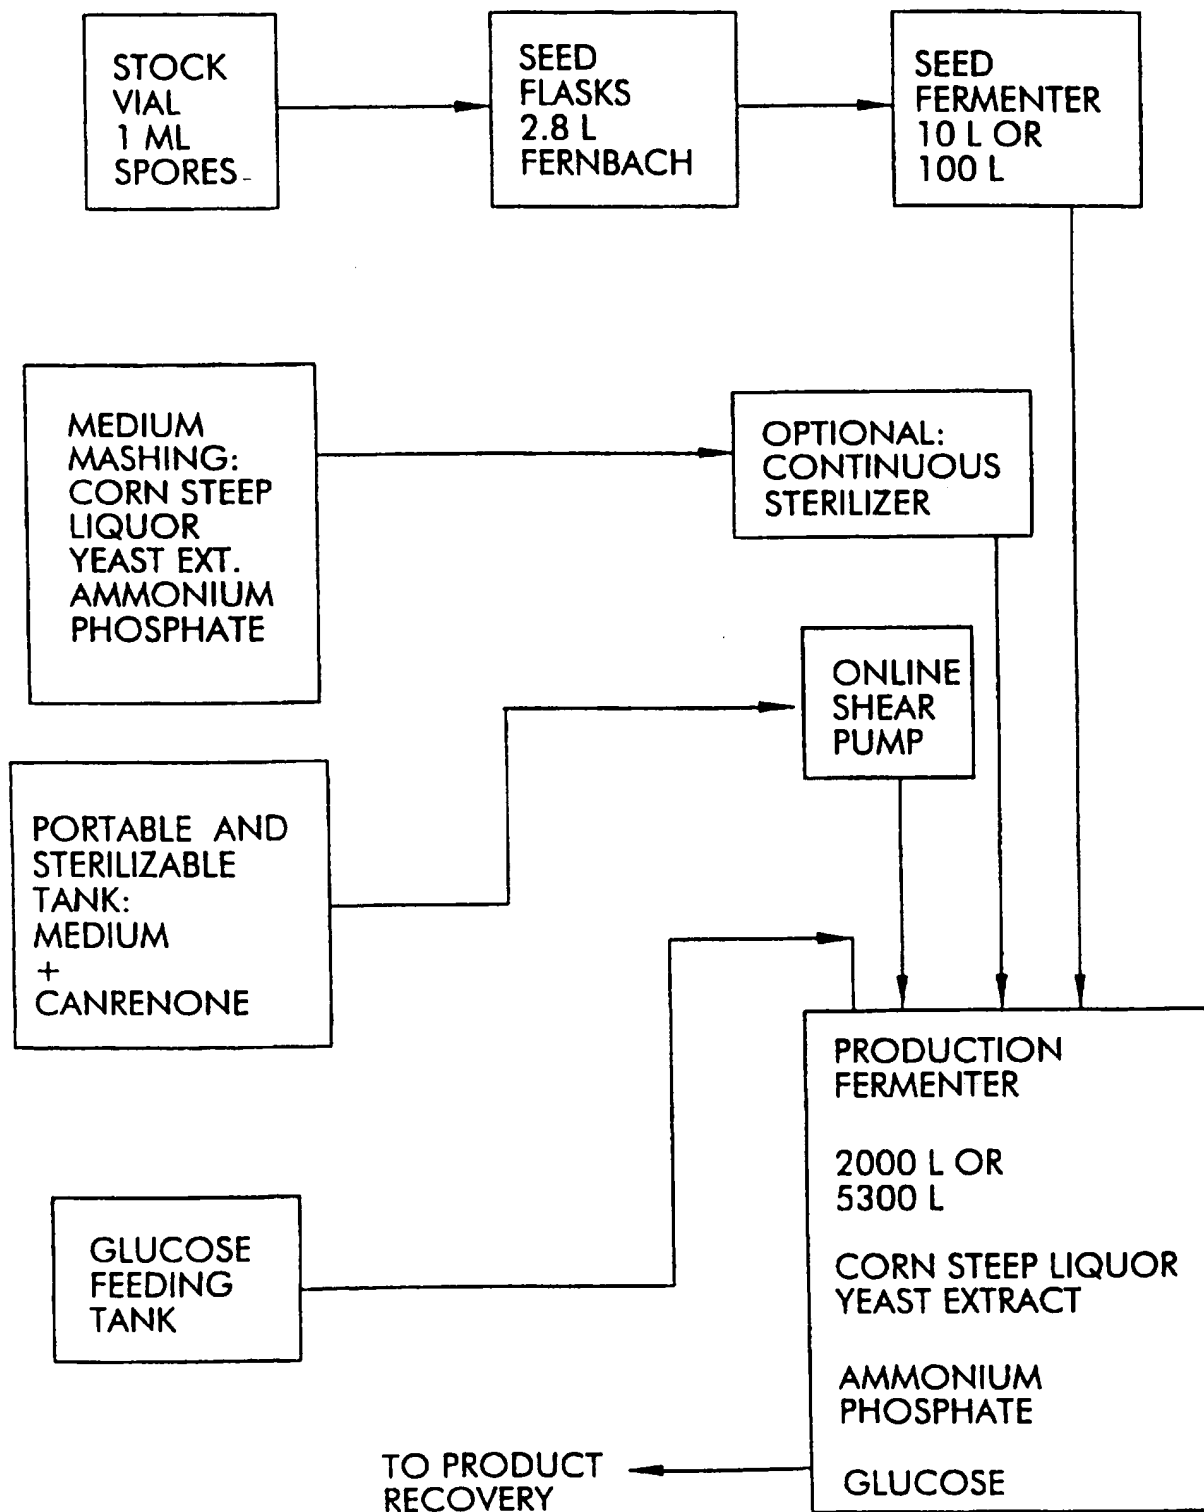 STOCK
VIAL
1 ML
SPORES
SEED
FLASKS
2.8 L
FERNBACH
SEED
FERMENTER
10 L OR
100 L
MEDIUM
MASHING:
CORN STEEP
LIQUOR
YEAST EXT.
AMMONIUM
PHOSPHATE
OPTIONAL:
CONTINUOUS
STERILIZER
ONLINE
SHEAR
PUMP
PORTABLE AND
STERILIZABLE
TANK:
MEDIUM
+
CANRENONE
GLUCOSE
FEEDING
TANK
PRODUCTION
FERMENTER
2000 L OR
5300 L
CORN STEEP LIQUOR
YEAST EXTRACT
AMMONIUM
PHOSPHATE
GLUCOSE
TO PRODUCT
RECOVERY